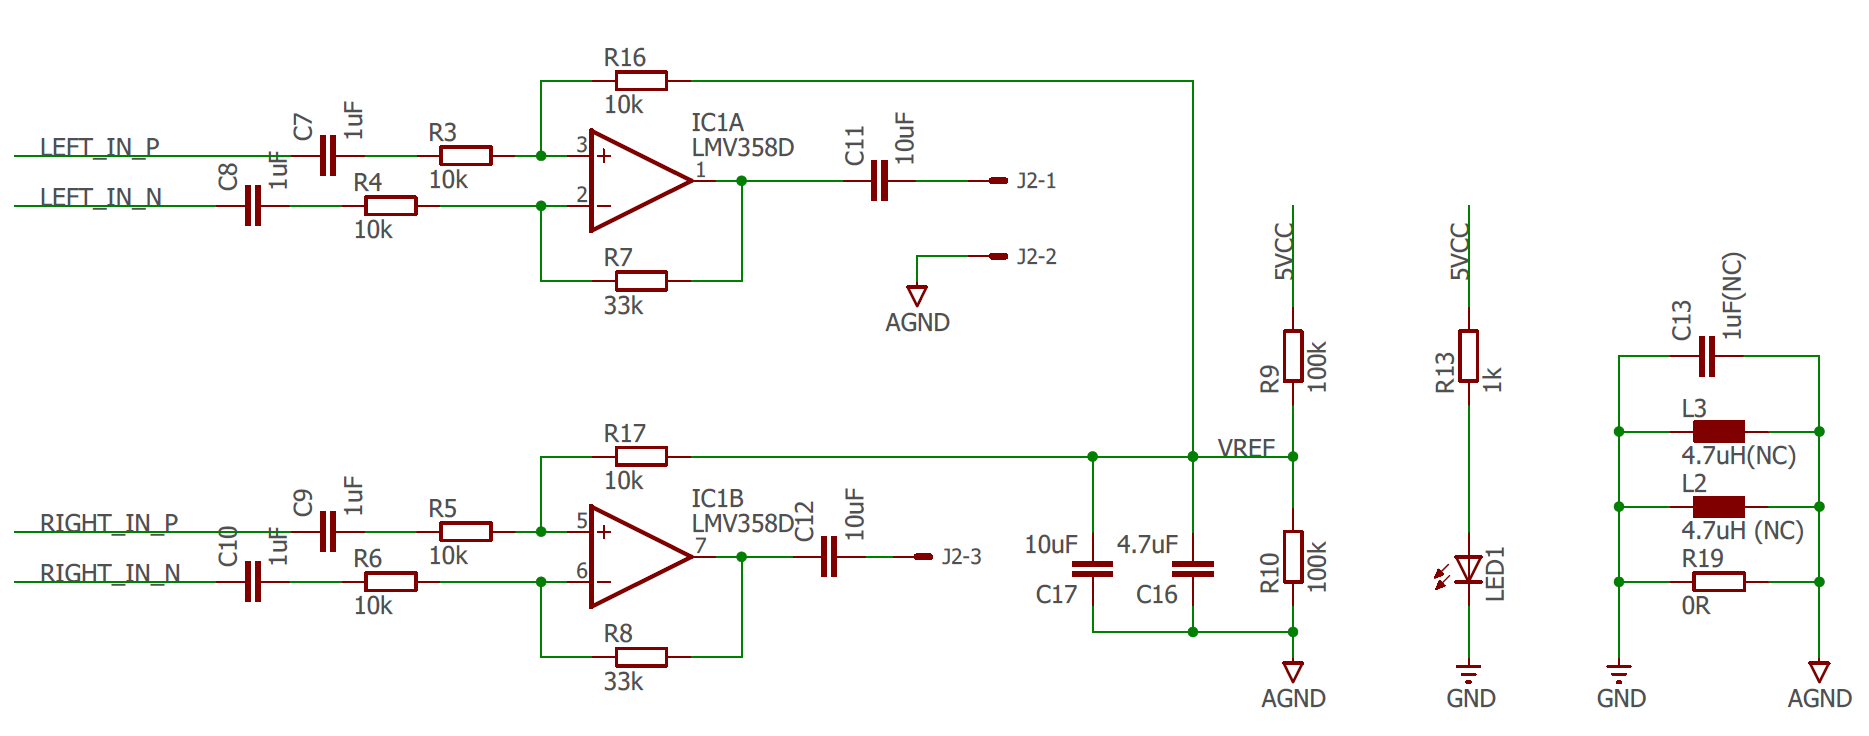 R16
10k
LEFT_IN_P
C7
1uF
R3
10k
3
IC1A
LMV358D
1
C11
10uF
J2-1
LEFT_IN_N
C8
1uF
R4
10k
2
R7
33k
J2-2
AGND
R17
10k
RIGHT_IN_P
C9
1uF
R5
10k
5
IC1B
LMV358D
7
C12
10uF
J2-3
RIGHT_IN_N
C10
1uF
R6
10k
6
R8
33k
VREF
10uF
C17
4.7uF
C16
5VCC
R9
100k
R10
100k
AGND
5VCC
R13
1k
LED1
GND
C13
1uF(NC)
L3
4.7uH(NC)
L2
4.7uH (NC)
R19
0R
GND
AGND